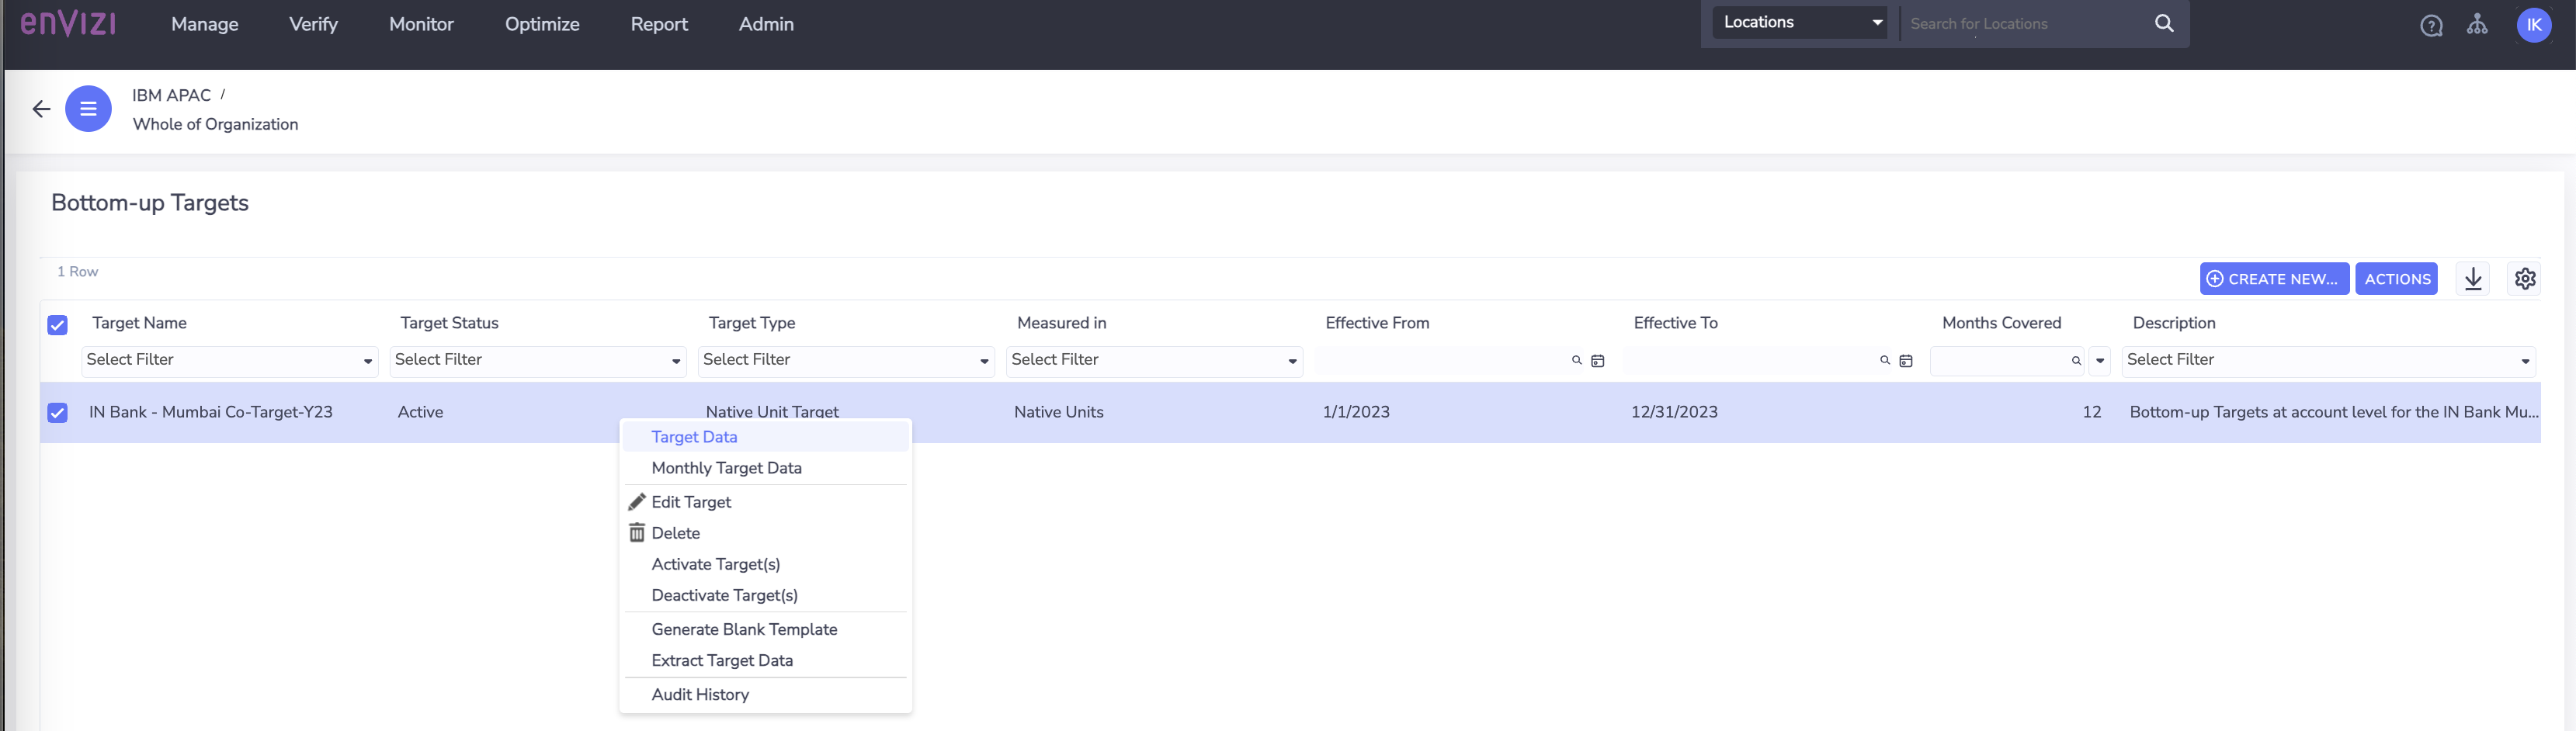 enVIZI Manage Verify Monitor Optimize Report Admin Locations Search for Locations IK
IBM APAC /
Whole of Organization
Bottom-up Targets
1 Row
CREATE NEW... ACTIONS
Target Name Target Status Target Type Measured in Effective From Effective To Months Covered Description
Select Filter Select Filter Select Filter Select Filter Select Filter
IN Bank - Mumbai Co-Target-Y23 Active Native Unit Target Native Units 1/1/2023 12/31/2023 12 Bottom-up Targets at account level for the IN Bank Mu...
Target Data
Monthly Target Data
Edit Target
Delete
Activate Target(s)
Deactivate Target(s)
Generate Blank Template
Extract Target Data
Audit History